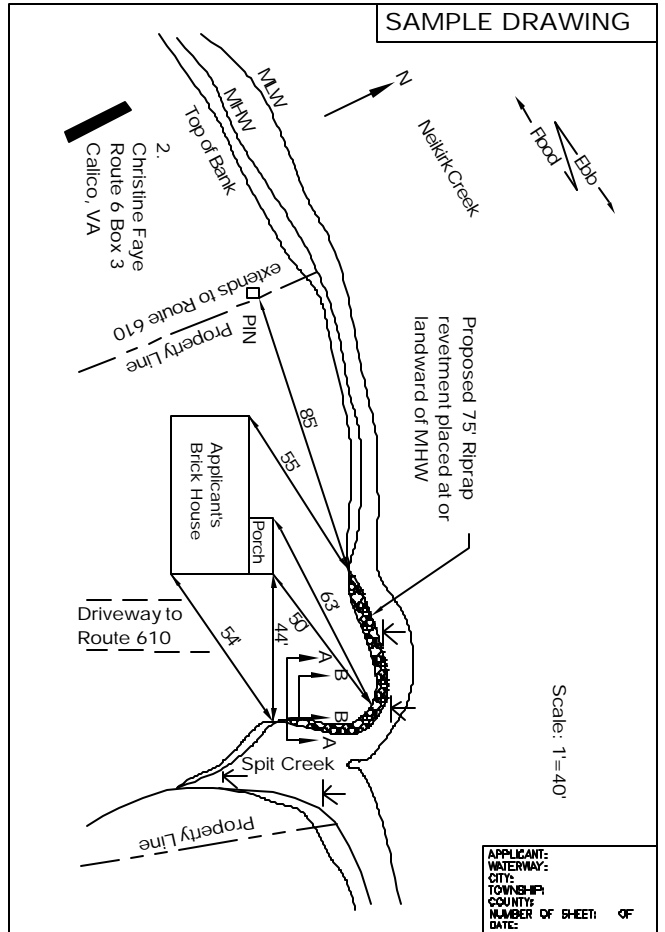 SAMPLE DRAWING
MLW
MHW
Top of Bank
N
Neikirk Creek
Flood
Ebb
2.
Christine Faye
Route 6 Box 3
Calico, VA
extends to Route 610
Property Line
PIN
Proposed 75' Riprap
revetment placed at or
landward of MHW
85'
55'
Applicant's
Brick House
Porch
63'
50'
44'
54'
Driveway to
Route 610
A
B
B
A
Spit Creek
Scale: 1'=40'
Property Line
APPLICANT:
WATERWAY:
CITY:
TOWNSHIP:
COUNTY:
NUMBER OF SHEET: OF
DATE: